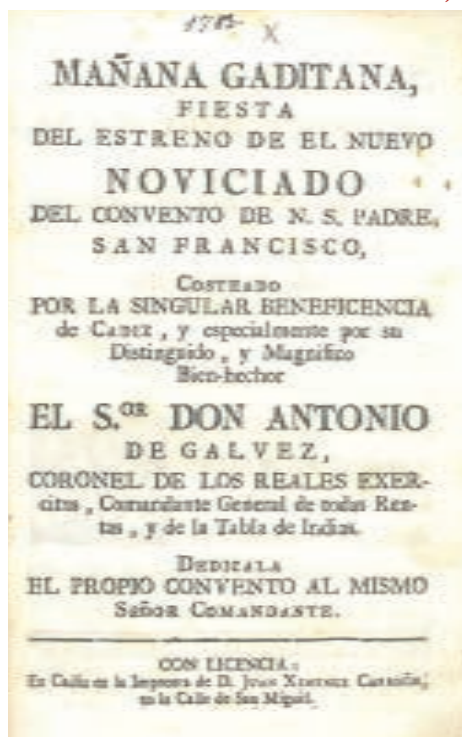 MAÑANA GADITANA,
FIESTA
DEL ESTRENO DE EL NUEVO
NOVICIADO
DEL CONVENTO DE N. S. PADRE,
SAN FRANCISCO,
COSTEADO
POR LA SINGULAR BENEFICENCIA
de CADIZ, y especialmente por su
Distinguido, y Magnifico
Bien-hechor
EL S.OR DON ANTONIO
DE GALVEZ,
CORONEL DE LOS REALES EXER-
citos, Comandante General de todas Ren-
tas, y de la Tabla de Indias.
DEDICALA
EL PROPIO CONVENTO AL MISMO
SEÑOR COMANDANTE.
CON LICENCIA:
En Cadiz en la Imprenta de D. JUAN XIMENEZ CARREÑO,
en la Calle de San Miguel.